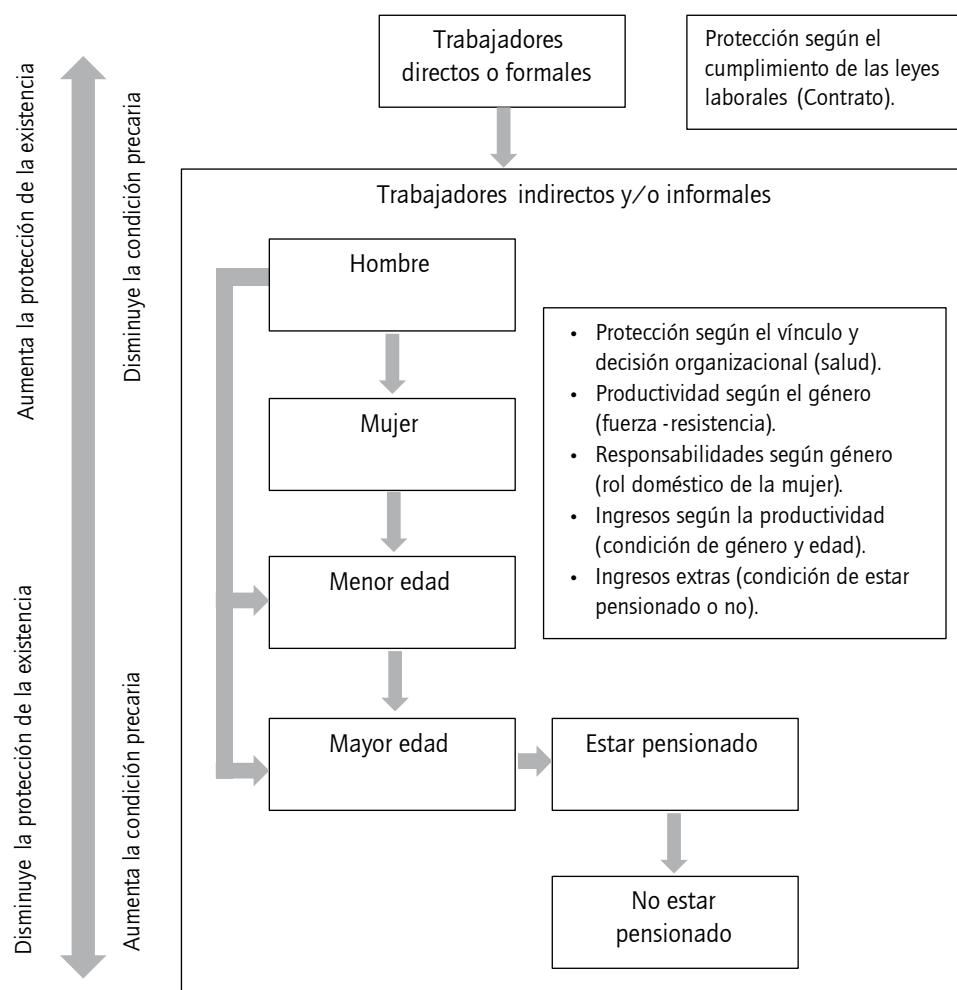 Trabajadores
directos o formales
Protección según el
cumplimiento de las leyes
laborales (Contrato).
Aumenta la protección de la existencia
Disminuye la condición precaria
Trabajadores indirectos y/o informales
Hombre
Mujer
Menor edad
Mayor edad
• Protección según el vínculo y
decisión organizacional (salud).
• Productividad según el género
(fuerza -resistencia).
• Responsabilidades según género
(rol doméstico de la mujer).
• Ingresos según la productividad
(condición de género y edad).
• Ingresos extras (condición de estar
pensionado o no).
Estar pensionado
No estar
pensionado
Disminuye la protección de la existencia
Aumenta la condición precaria